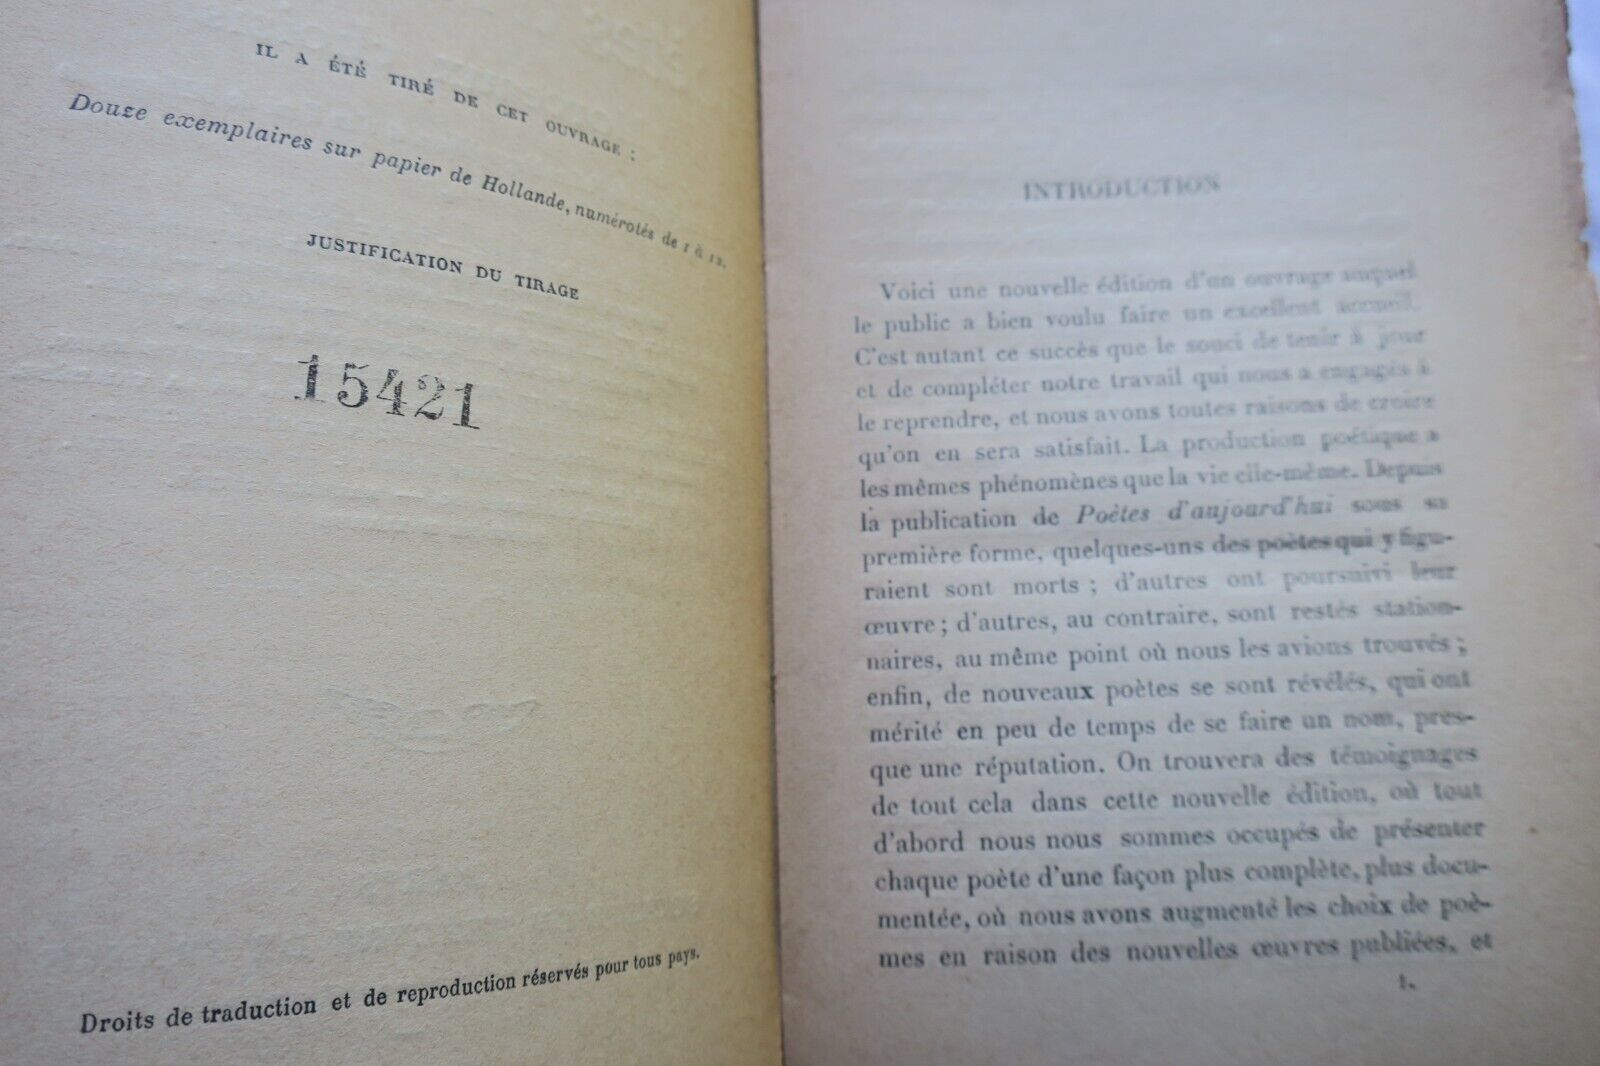 IL A ÉTÉ TIRÉ DE CET OUVRAGE :
Douze exemplaires sur papier de Hollande, numérotés de 1 à 12.
JUSTIFICATION DU TIRAGE
15421
Droits de traduction et de reproduction réservés pour tous pays.
INTRODUCTION
Voici une nouvelle édition d'un ouvrage auquel
le public a bien voulu faire un excellent accueil.
C'est autant ce succès que le souci de tenir à jour
et de compléter notre travail qui nous a engagés à
le reprendre, et nous avons toutes raisons de croire
qu'on en sera satisfait. La production poétique a
les mêmes phénomènes que la vie elle-même. Depuis
la publication de Poètes d'aujourd'hui sous sa
première forme, quelques-uns des poètes qui y figu-
raient sont morts ; d'autres ont poursuivi leur
œuvre ; d'autres, au contraire, sont restés station-
naires, au même point où nous les avions trouvés ;
enfin, de nouveaux poètes se sont révélés, qui ont
mérité en peu de temps de se faire un nom, pres-
que une réputation. On trouvera des témoignages
de tout cela dans cette nouvelle édition, où tout
d'abord nous nous sommes occupés de présenter
chaque poète d'une façon plus complète, plus docu-
mentée, où nous avons augmenté les choix de poè-
mes en raison des nouvelles œuvres publiées, et
1.